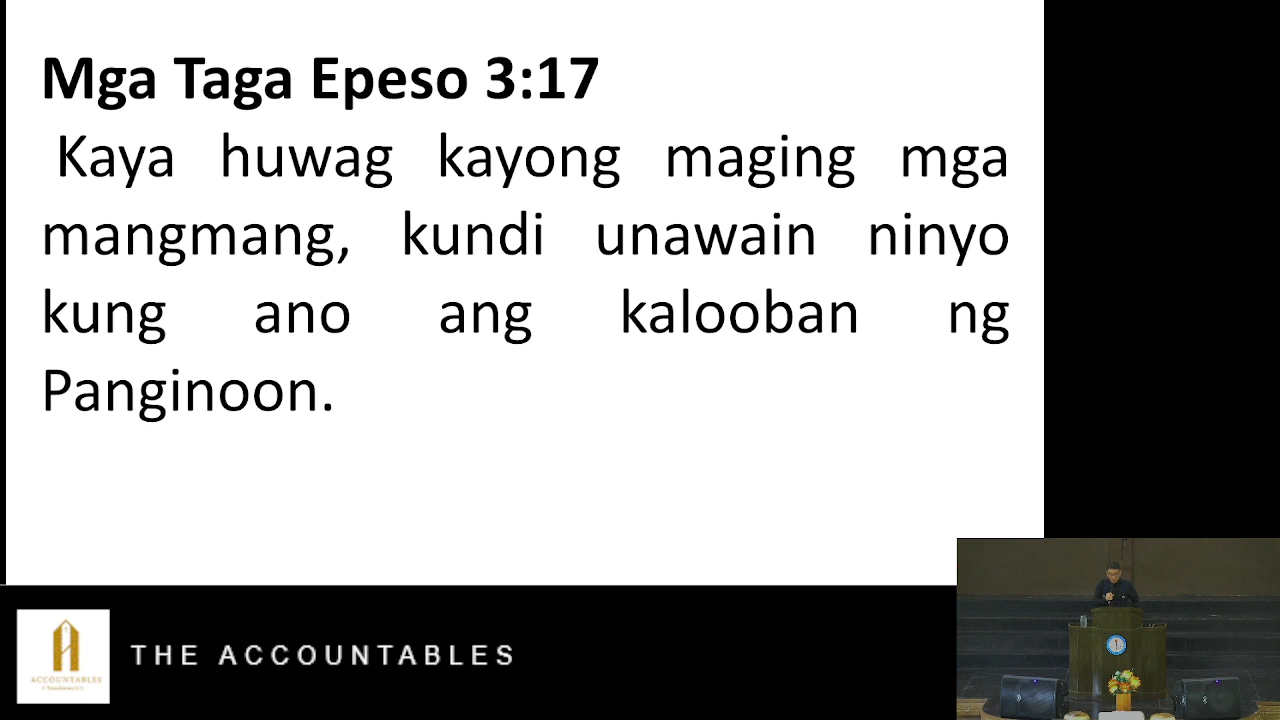 Mga Taga Epeso 3:17
Kaya huwag kayong maging mga
mangmang, kundi unawain ninyo
kung ano ang kalooban ng
Panginoon.
ACCOUNTABLES
THE ACCOUNTABLES